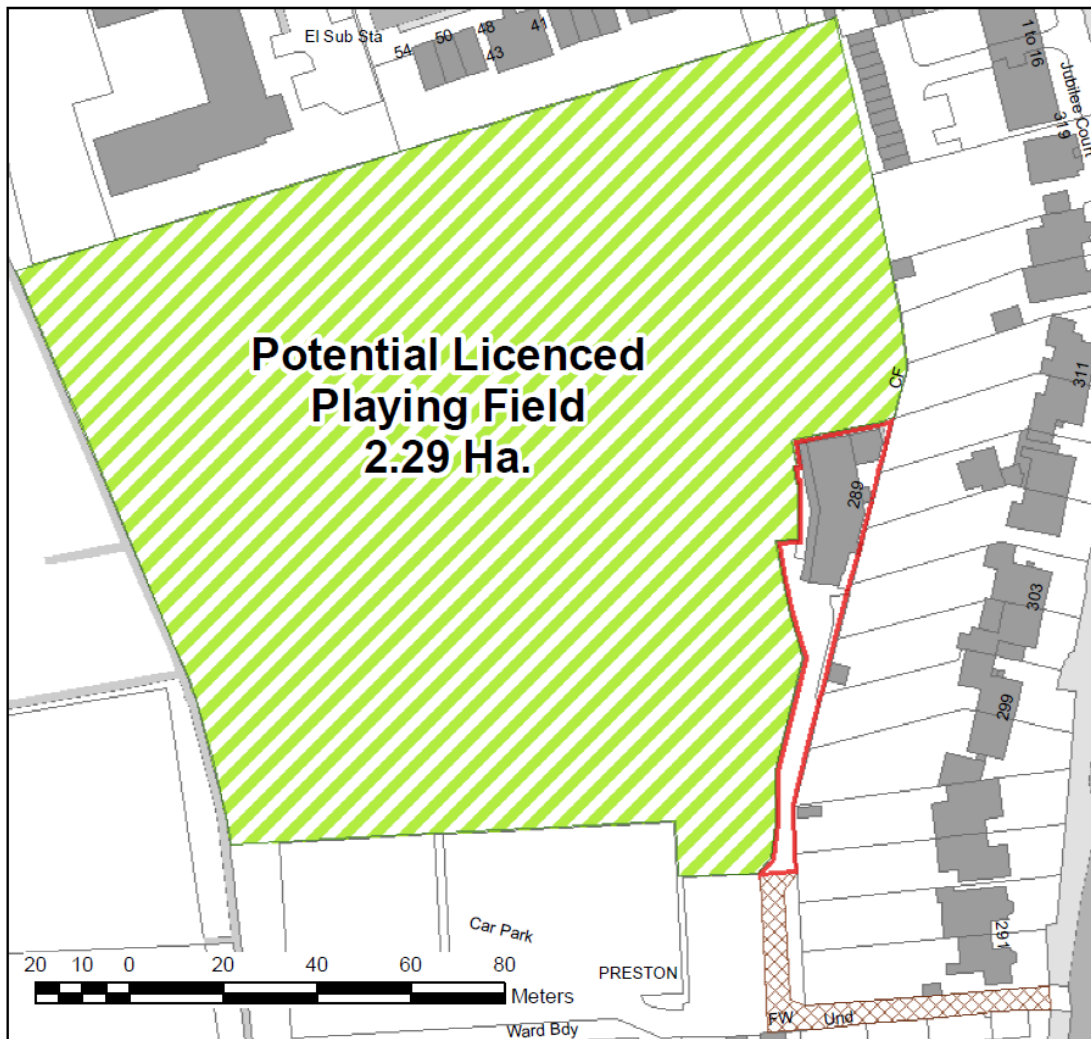 El Sub Sta
54
50
48
43
41
1 to 16
Jubilee Court
319
Potential Licenced
Playing Field
2.29 Ha.
CF
311
289
303
299
291
Car Park
PRESTON
20 10 0 20 40 60 80
Meters
Ward Bdy
FW
Und